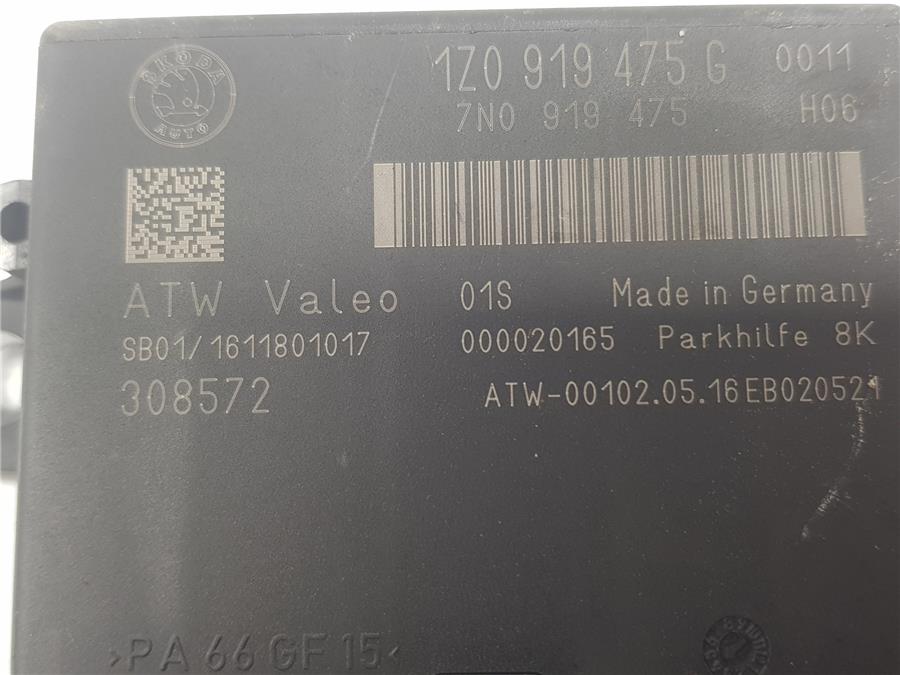 ŠKODA AUTO
1Z0 919 475 G 0011
7N0 919 475 H06
ATW Valeo 01S Made in Germany
SB01/1611801017 000020165 Parkhilfe 8K
308572 ATW-00102.05.16EB020521
>PA 66 GF 15<